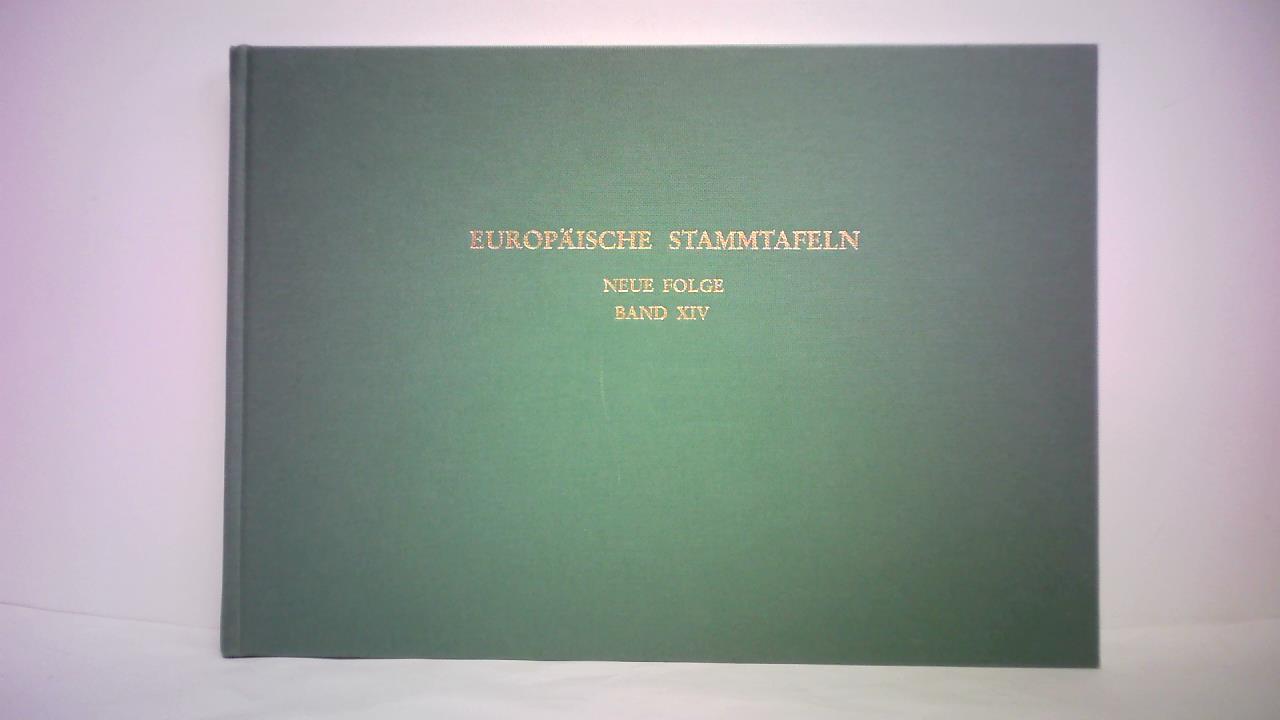 EUROPÄISCHE STAMMTAFELN
NEUE FOLGE
BAND XIV